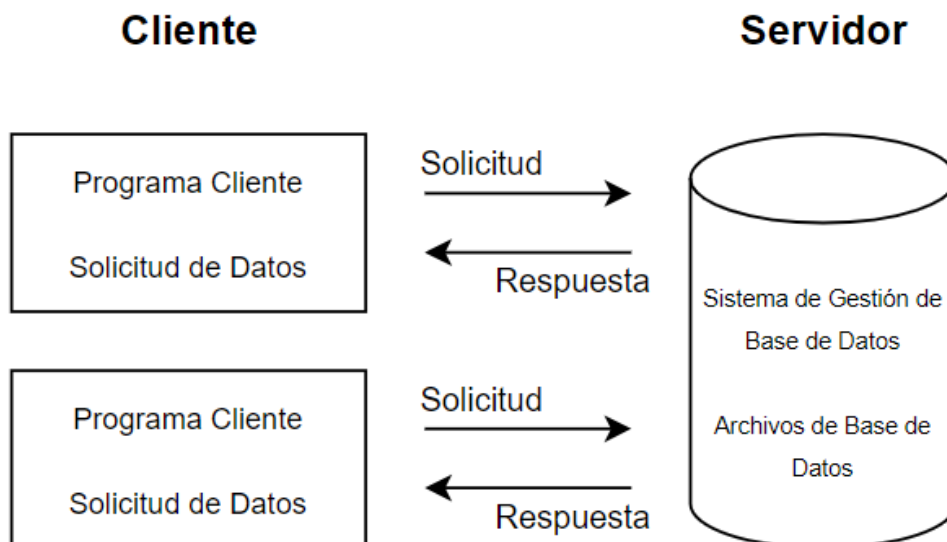 Cliente
Servidor
Programa Cliente
Solicitud de Datos
Solicitud
Respuesta
Programa Cliente
Solicitud de Datos
Solicitud
Respuesta
Sistema de Gestión de
Base de Datos
Archivos de Base de
Datos